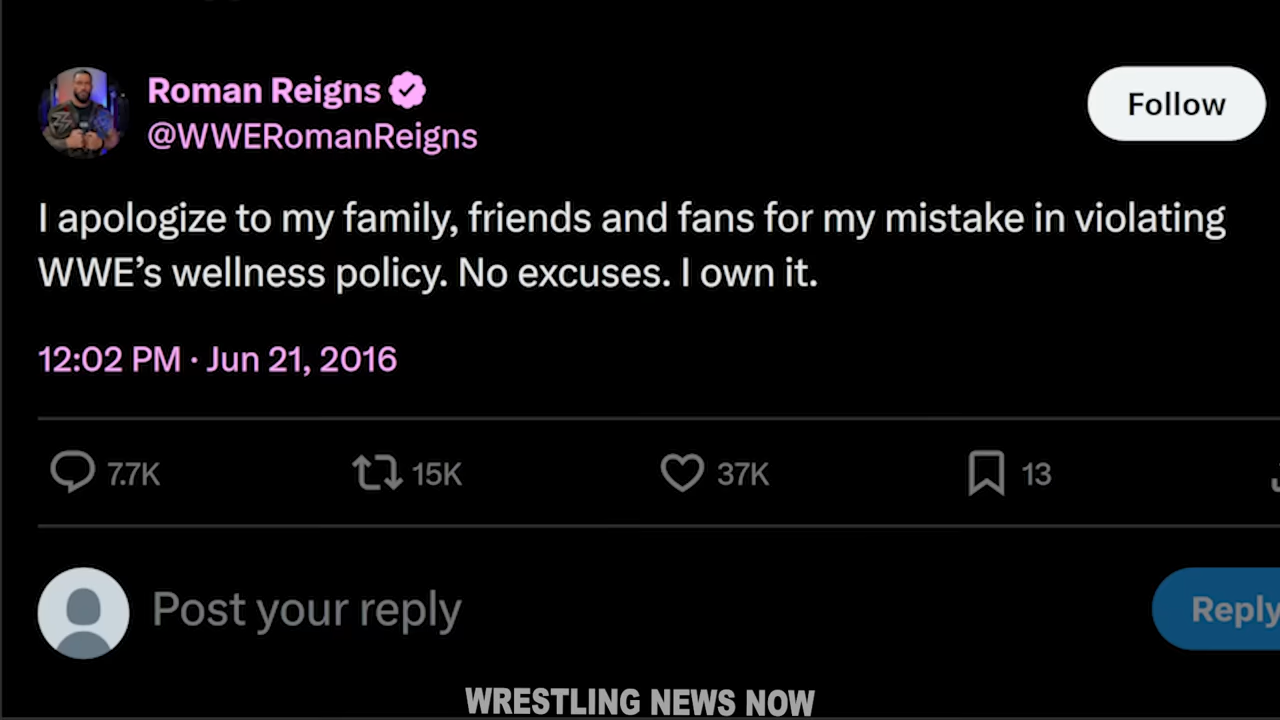 Roman Reigns
Follow
@WWERomanReigns
I apologize to my family, friends and fans for my mistake in violating
WWE’s wellness policy. No excuses. I own it.
12:02 PM · Jun 21, 2016
7.7K 15K 37K 13
Post your reply
Reply
WRESTLING NEWS NOW